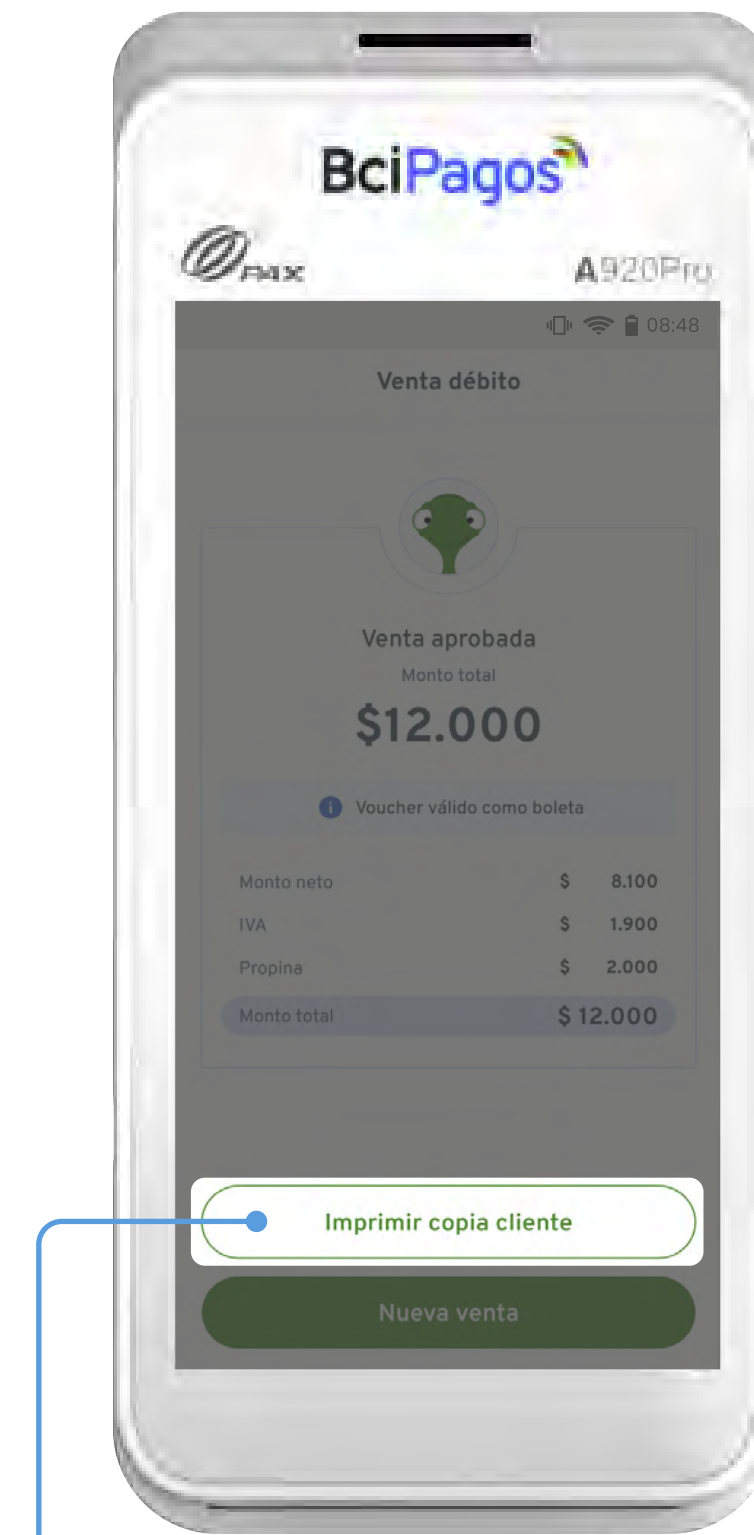 BciPagos
PAX
A920Pro
08:48
Venta débito
Venta aprobada
Monto total
$12.000
i Voucher válido como boleta
Monto neto $ 8.100
IVA $ 1.900
Propina $ 2.000
Monto total $ 12.000
Imprimir copia cliente
Nueva venta